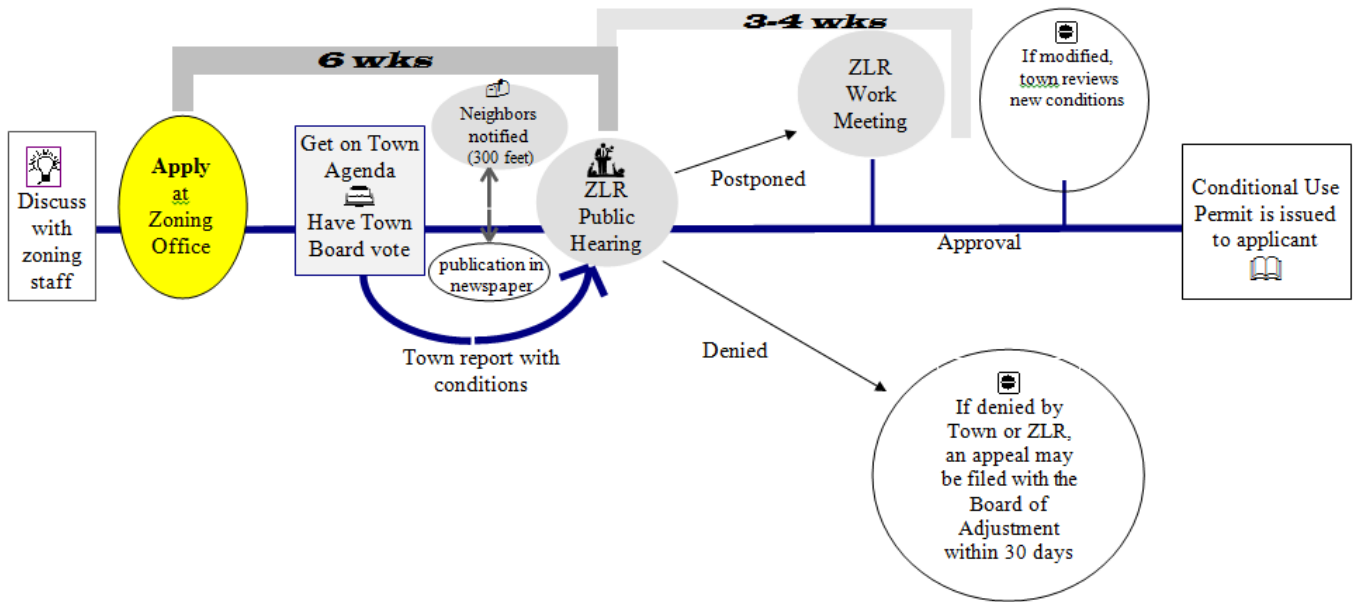 Discuss
with
zoning
staff
6 wks
Apply
at
Zoning
Office
Get on Town
Agenda
Have Town
Board vote
Neighbors
notified
(300 feet)
publication in
newspaper
Town report with
conditions
ZLR
Public
Hearing
3-4 wks
Postponed
ZLR
Work
Meeting
Denied
If denied by
Town or ZLR,
an appeal may
be filed with the
Board of
Adjustment
within 30 days
Approval
If modified,
town reviews
new conditions
Conditional Use
Permit is issued
to applicant